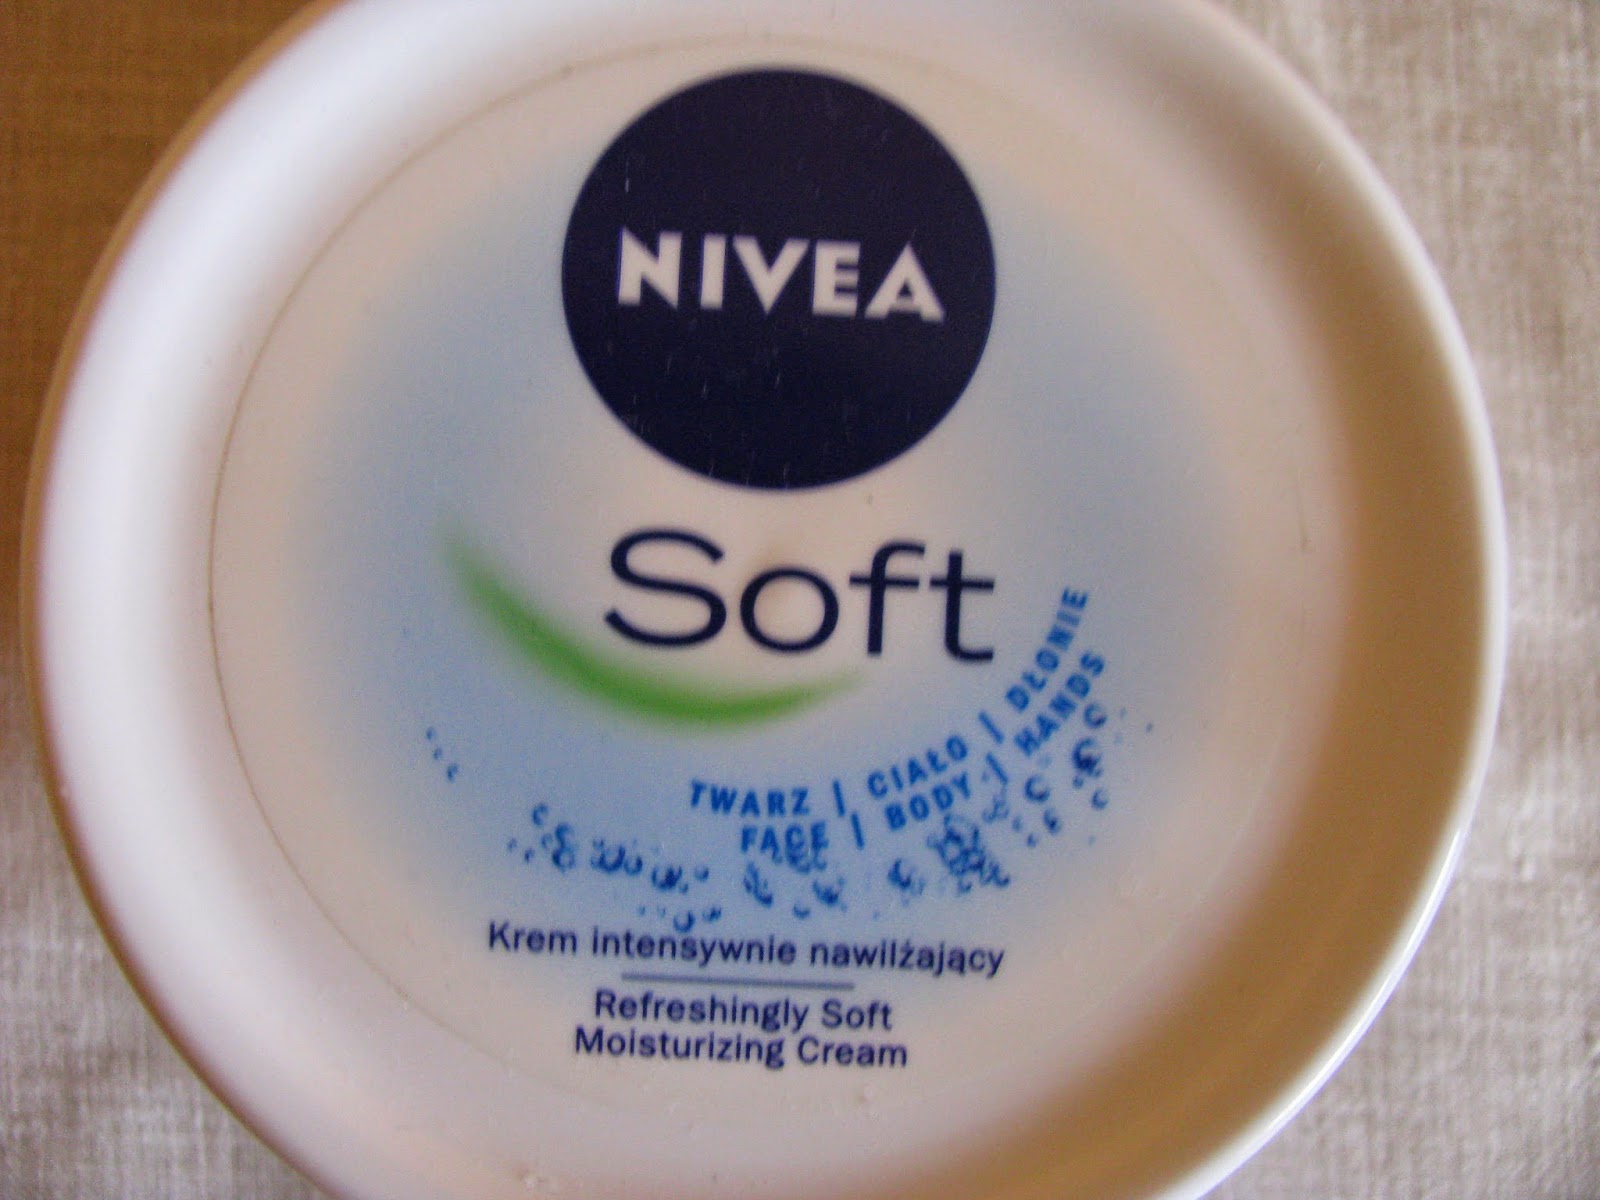 NIVEA
Soft
TWARZ | CIAŁO | DŁONIE
FACE | BODY | HANDS
Krem intensywnie nawilżający
Refreshingly Soft
Moisturizing Cream